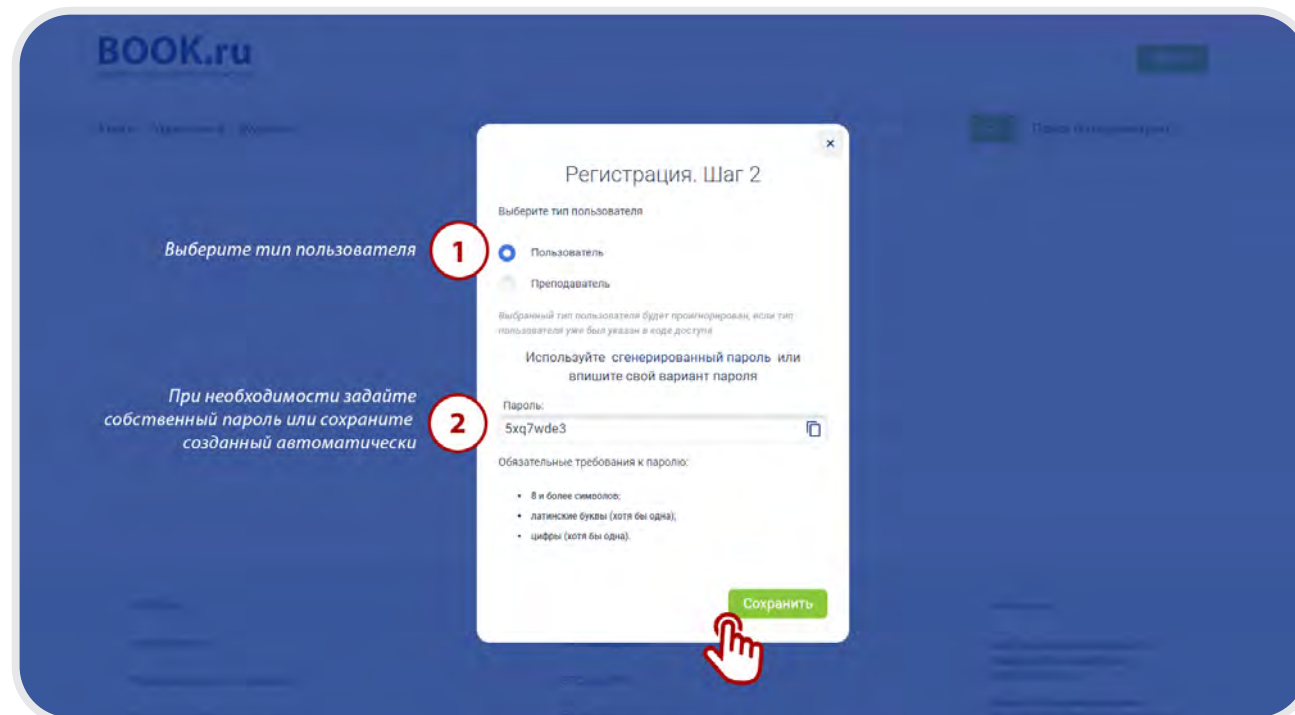 BOOK.ru
×
Регистрация. Шаг 2
Выберите тип пользователя
Выберите тип пользователя
1
Пользователь
Преподаватель
Выбранный тип пользователя будет проигнорирован, если тип
пользователя уже был указан в коде доступа
Используйте сгенерированный пароль или
впишите свой вариант пароля
При необходимости задайте
собственный пароль или сохраните
созданный автоматически
2
Пароль:
5xq7wde3
Обязательные требования к паролю:
• 8 и более символов;
• латинские буквы (хотя бы одна);
• цифры (хотя бы одна).
Сохранить